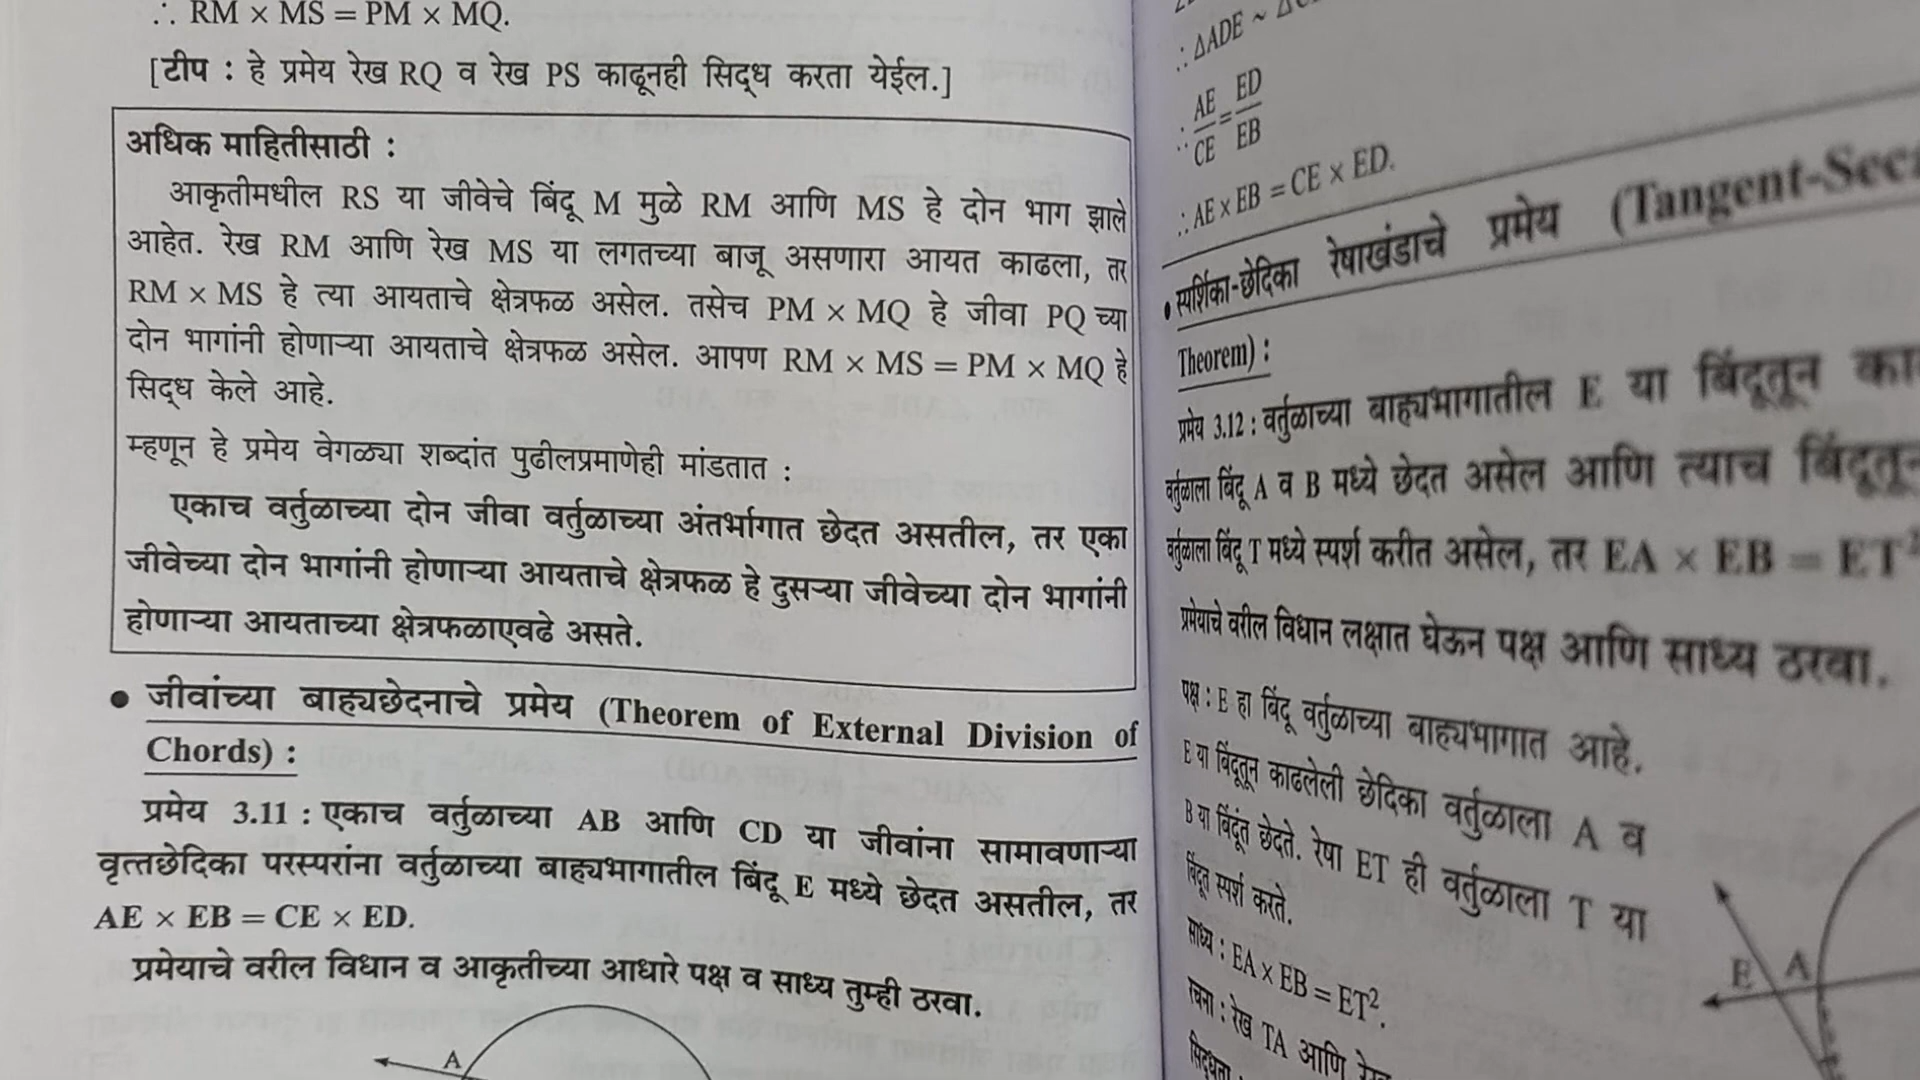 ∴ RM × MS = PM × MQ.
[टीप : हे प्रमेय रेख RQ व रेख PS काढूनही सिद्ध करता येईल.]
अधिक माहितीसाठी :
आकृतीमधील RS या जीवेचे बिंदू M मुळे RM आणि MS हे दोन भाग झाले
आहेत. रेख RM आणि रेख MS या लगतच्या बाजू असणारा आयत काढला, तर
RM × MS हे त्या आयताचे क्षेत्रफळ असेल. तसेच PM × MQ हे जीवा PQ च्या
दोन भागांनी होणाऱ्या आयताचे क्षेत्रफळ असेल. आपण RM × MS = PM × MQ हे
सिद्ध केले आहे.
म्हणून हे प्रमेय वेगळ्या शब्दांत पुढीलप्रमाणेही मांडतात :
एकाच वर्तुळाच्या दोन जीवा वर्तुळाच्या अंतर्भागात छेदत असतील, तर एका
जीवेच्या दोन भागांनी होणाऱ्या आयताचे क्षेत्रफळ हे दुसऱ्या जीवेच्या दोन भागांनी
होणाऱ्या आयताच्या क्षेत्रफळाएवढे असते.
● जीवांच्या बाह्यछेदनाचे प्रमेय (Theorem of External Division of
Chords) :
प्रमेय 3.11 : एकाच वर्तुळाच्या AB आणि CD या जीवांना सामावणाऱ्या
वृत्तछेदिका परस्परांना वर्तुळाच्या बाह्यभागातील बिंदू E मध्ये छेदत असतील, तर
AE × EB = CE × ED.
प्रमेयाचे वरील विधान व आकृतीच्या आधारे पक्ष व साध्य तुम्ही ठरवा.
A
∴ ΔADE ~
∴ AE/CE = ED/EB
∴ AE × EB = CE × ED.
• स्पर्शिका-छेदिका रेषाखंडाचे प्रमेय (Tangent-
Theorem) :
प्रमेय 3.12 : वर्तुळाच्या बाह्यभागातील E या बिंदूतून
वर्तुळाला बिंदू A व B मध्ये छेदत असेल आणि त्याच
वर्तुळाला बिंदू T मध्ये स्पर्श करीत असेल, तर EA × EB = ET²
प्रमेयाचे वरील विधान लक्षात घेऊन पक्ष आणि साध्य ठरवा.
पक्ष : E हा बिंदू वर्तुळाच्या बाह्यभागात आहे.
E या बिंदूतून काढलेली छेदिका वर्तुळाला A व
B या बिंदूंत छेदते. रेषा ET ही वर्तुळाला T या
बिंदूत स्पर्श करते.
साध्य : EA × EB = ET².
रचना : रेख TA आणि रेख
सिद्धता :
E A